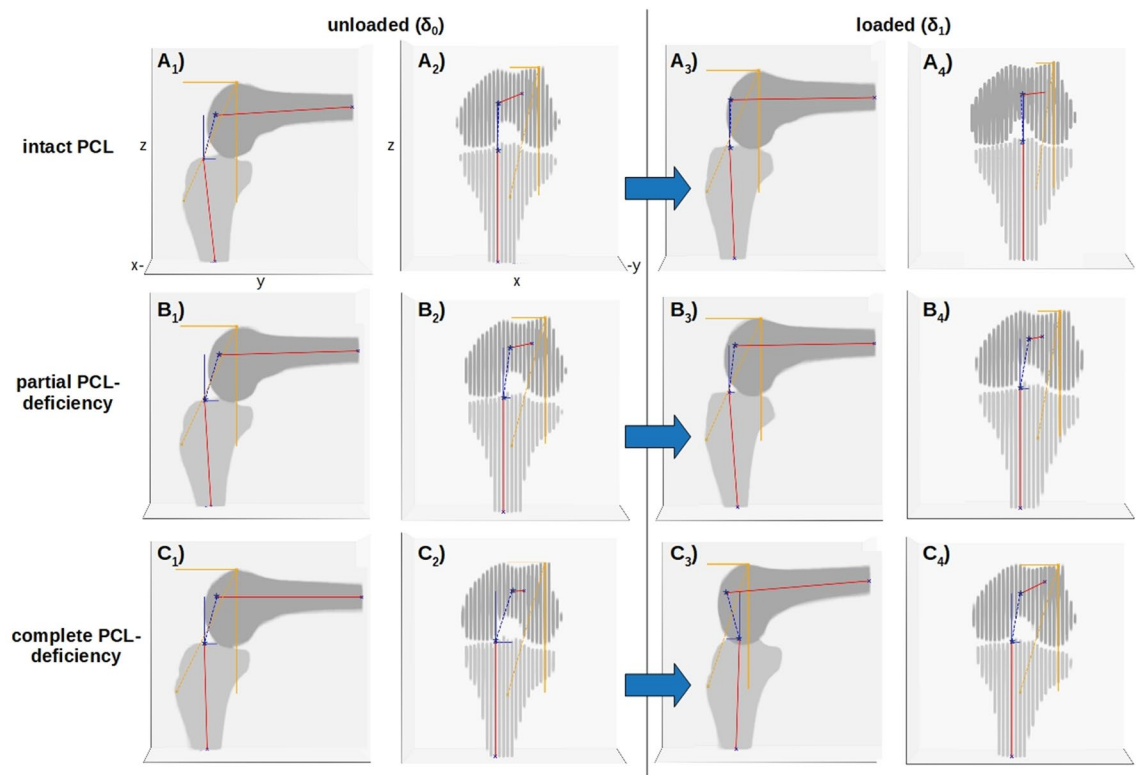 unloaded (δ₀)
loaded (δ₁)
A₁)
A₂)
A₃)
A₄)
intact PCL
z
z
x-
y
x
-y
B₁)
B₂)
B₃)
B₄)
partial PCL-
deficiency
C₁)
C₂)
C₃)
C₄)
complete PCL-
deficiency